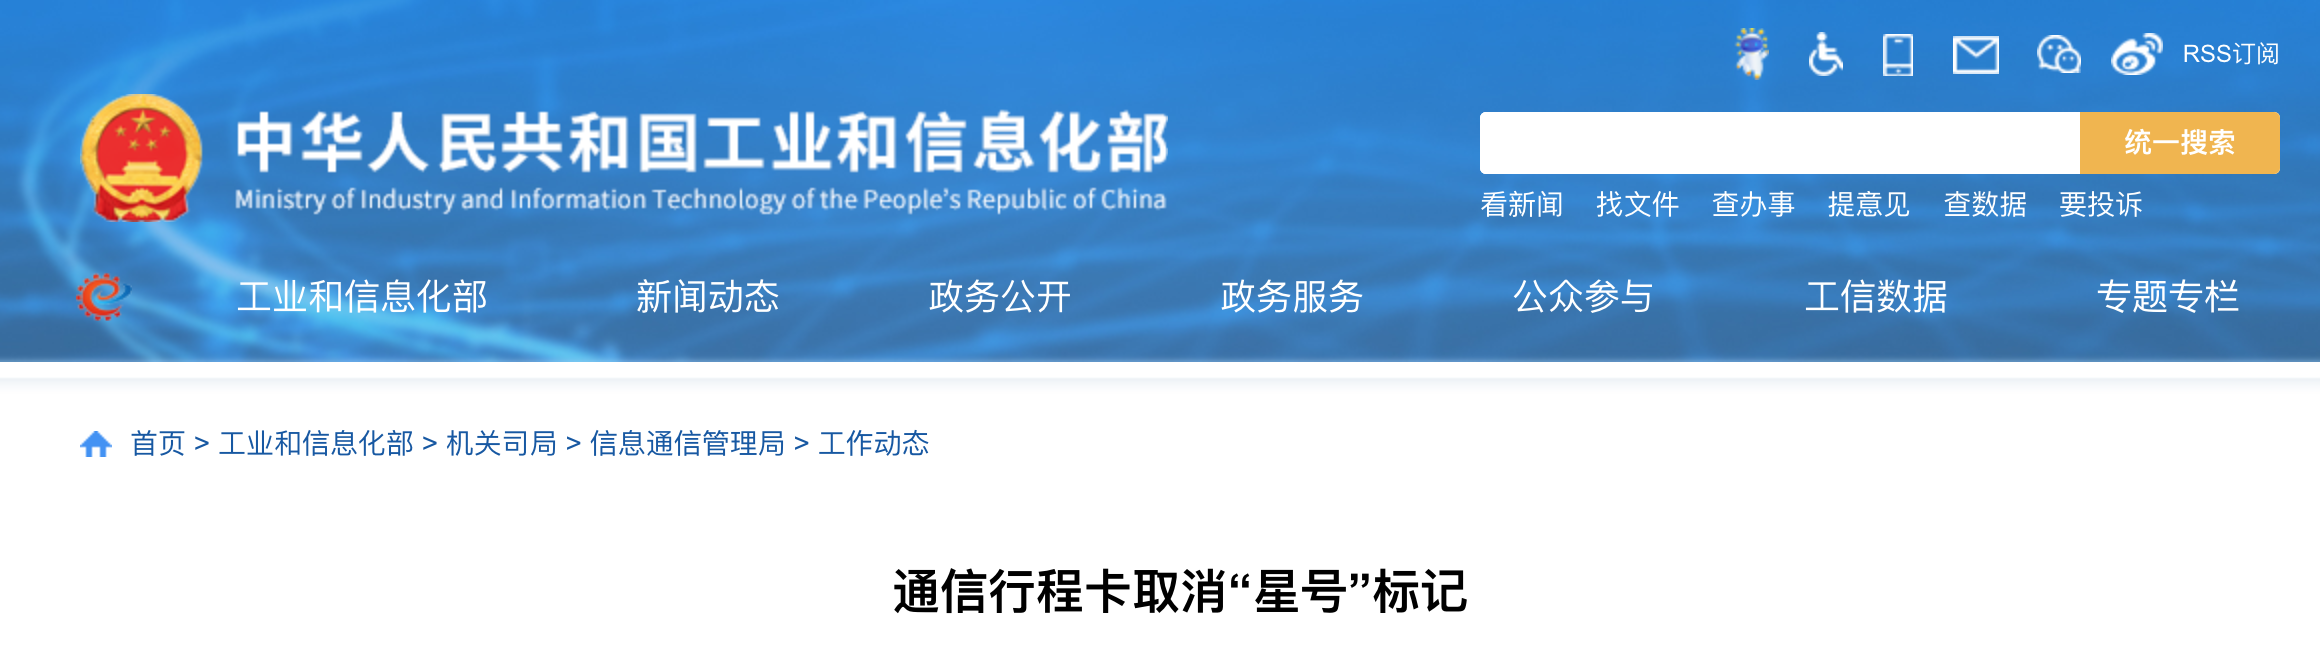 RSS订阅
中华人民共和国工业和信息化部
Ministry of Industry and Information Technology of the People's Republic of China
统一搜索
看新闻 找文件 查办事 提意见 查数据 要投诉
工业和信息化部 新闻动态 政务公开 政务服务 公众参与 工信数据 专题专栏
首页 > 工业和信息化部 > 机关司局 > 信息通信管理局 > 工作动态
通信行程卡取消“星号”标记